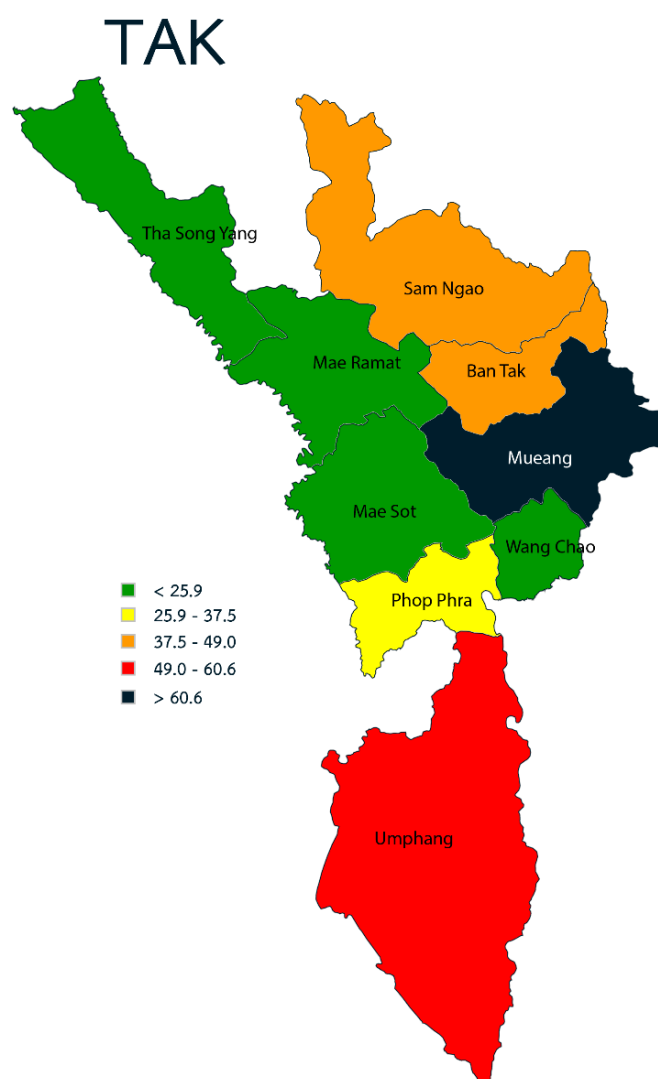 TAK
Tha Song Yang
Sam Ngao
Mae Ramat
Ban Tak
Mueang
Mae Sot
Wang Chao
Phop Phra
< 25.9
25.9 - 37.5
37.5 - 49.0
49.0 - 60.6
> 60.6
Umphang